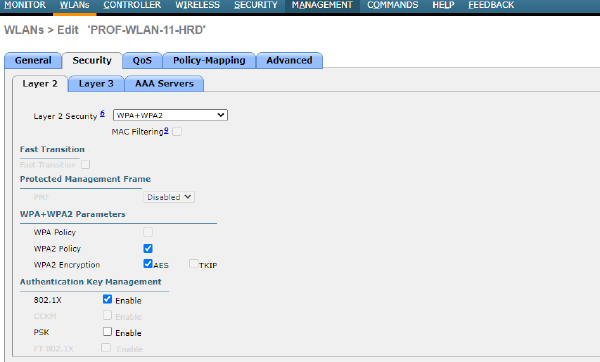 MONITOR WLANs CONTROLLER WIRELESS SECURITY MANAGEMENT COMMANDS HELP FEEDBACK
WLANs > Edit 'PROF-WLAN-11-HRD'
General Security QoS Policy-Mapping Advanced
Layer 2 Layer 3 AAA Servers
Layer 2 Security 6 WPA+WPA2
MAC Filtering 9
Fast Transition
Fast Transition
Protected Management Frame
PMF Disabled
WPA+WPA2 Parameters
WPA Policy
WPA2 Policy
WPA2 Encryption AES TKIP
Authentication Key Management
802.1X Enable
CCKM Enable
PSK Enable
FT 802.1X Enable